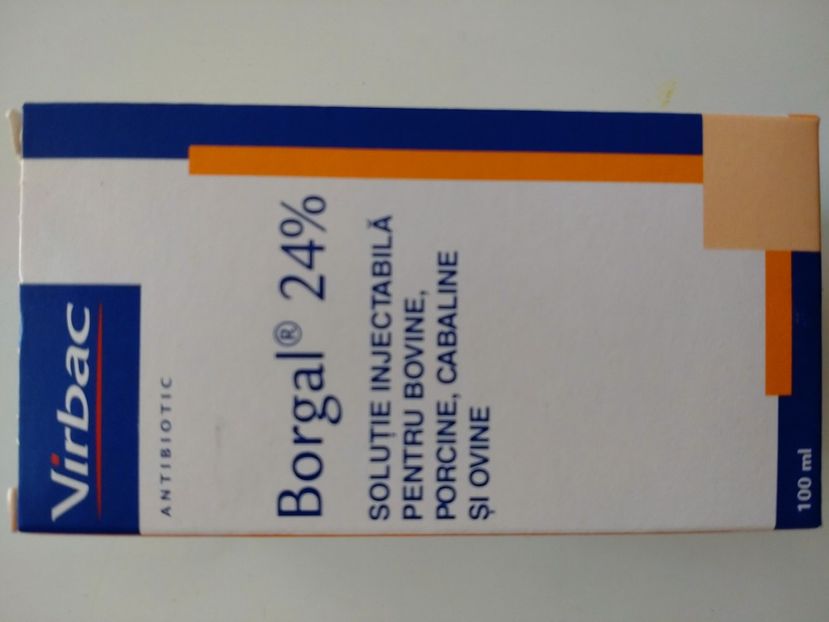 Virbac
ANTIBIOTIC
Borgal® 24%
SOLUȚIE INJECTABILĂ
PENTRU BOVINE,
PORCINE, CABALINE
ȘI OVINE
100 ml